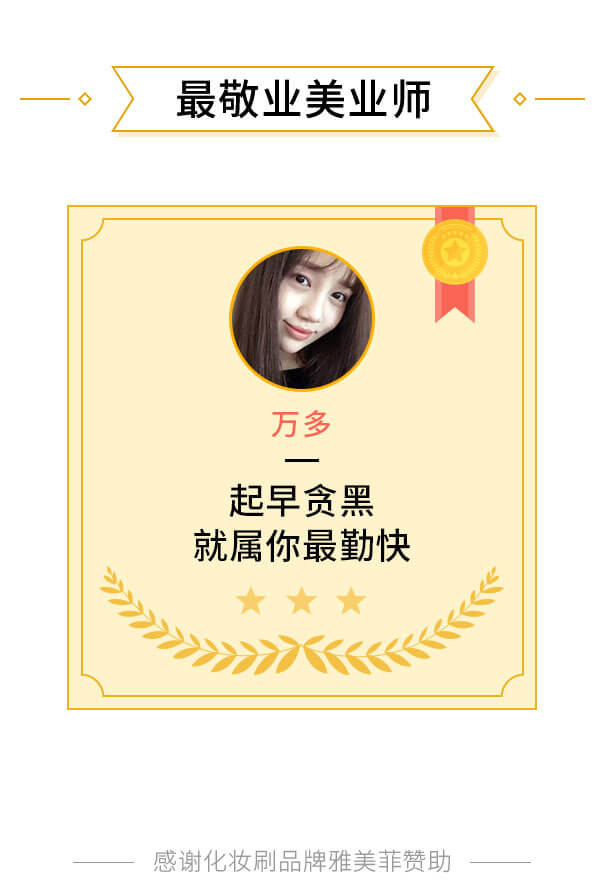 最敬业美业师
万多
起早贪黑
就属你最勤快
感谢化妆刷品牌雅美菲赞助